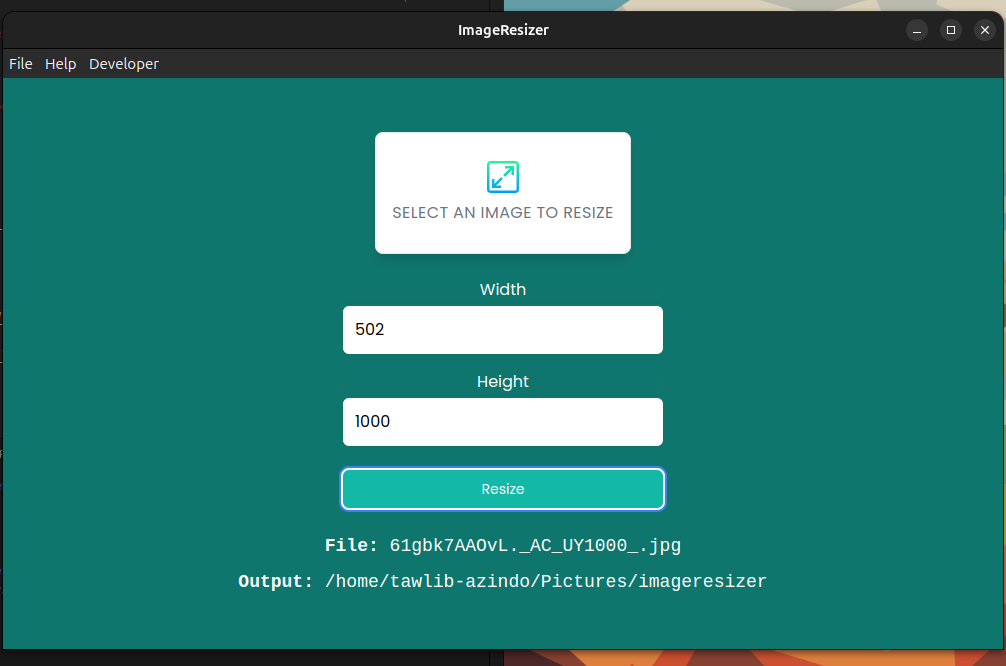 ImageResizer
File Help Developer
SELECT AN IMAGE TO RESIZE
Width
502
Height
1000
Resize
File: 61gbk7AAOvL._AC_UY1000_.jpg
Output: /home/tawlib-azindo/Pictures/imageresizer